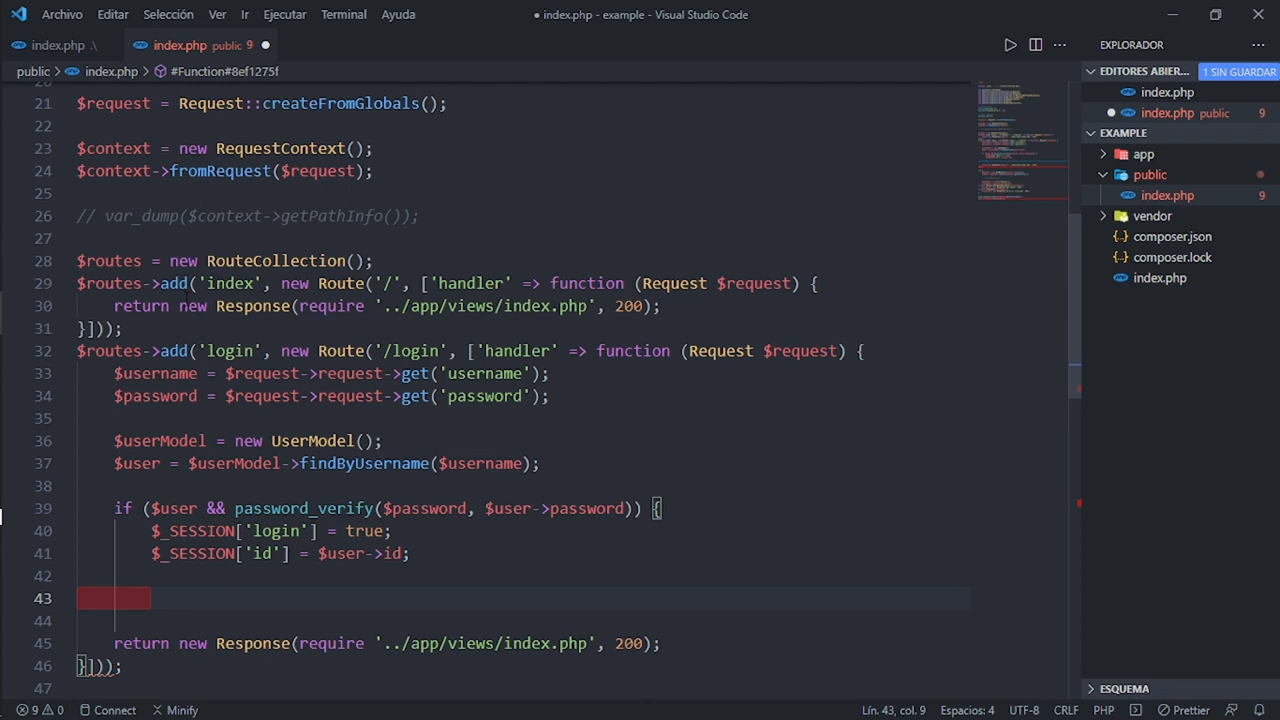 Archivo Editar Selección Ver Ir Ejecutar Terminal Ayuda
● index.php - example - Visual Studio Code
index.php .\ index.php public 9 ●
public > index.php > #Function#8ef1275f
21 $request = Request::createFromGlobals();
22
23 $context = new RequestContext();
24 $context->fromRequest($request);
25
26 // var_dump($context->getPathInfo());
27
28 $routes = new RouteCollection();
29 $routes->add('index', new Route('/', ['handler' => function (Request $request) {
30 return new Response(require '../app/views/index.php', 200);
31 }]));
32 $routes->add('login', new Route('/login', ['handler' => function (Request $request) {
33 $username = $request->request->get('username');
34 $password = $request->request->get('password');
35
36 $userModel = new UserModel();
37 $user = $userModel->findByUsername($username);
38
39 if ($user && password_verify($password, $user->password)) {
40 $_SESSION['login'] = true;
41 $_SESSION['id'] = $user->id;
42
43
44
45 return new Response(require '../app/views/index.php', 200);
46 }]));
47
EXPLORADOR ···
EDITORES ABIER... 1 SIN GUARDAR
index.php
● index.php public 9
EXAMPLE
app
public
index.php 9
vendor
{..} composer.json
{..} composer.lock
index.php
ESQUEMA
9 0 Connect Minify
Lín. 43, col. 9 Espacios: 4 UTF-8 CRLF PHP Prettier